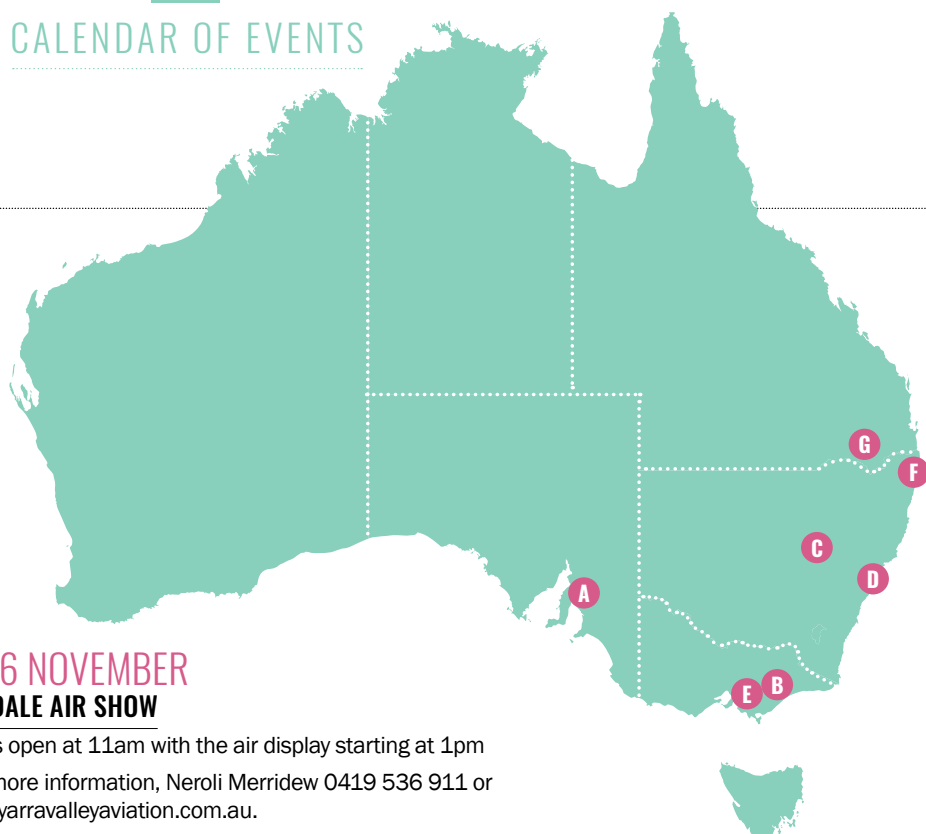 CALENDAR OF EVENTS
G
F
C
D
A
B
E
6 NOVEMBER
DALE AIR SHOW
s open at 11am with the air display starting at 1pm
more information, Neroli Merridew 0419 536 911 or
yarravalleyaviation.com.au.